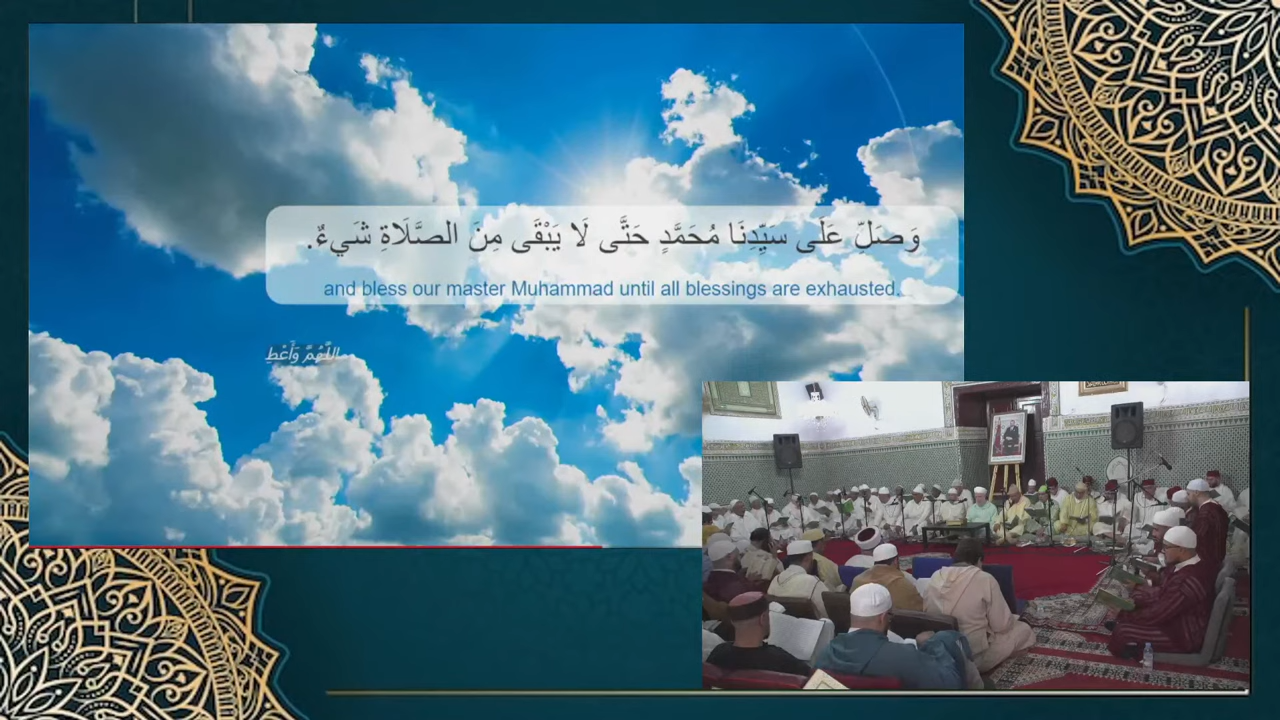 وَصَلّ عَلَى سَيِّدِنَا مُحَمَّدٍ حَتَّى لَا يَبْقَى مِنَ الصَّلَاةِ شَيءٌ.
and bless our master Muhammad until all blessings are exhausted.
اللَّهُمَّ وَأَعْطِ